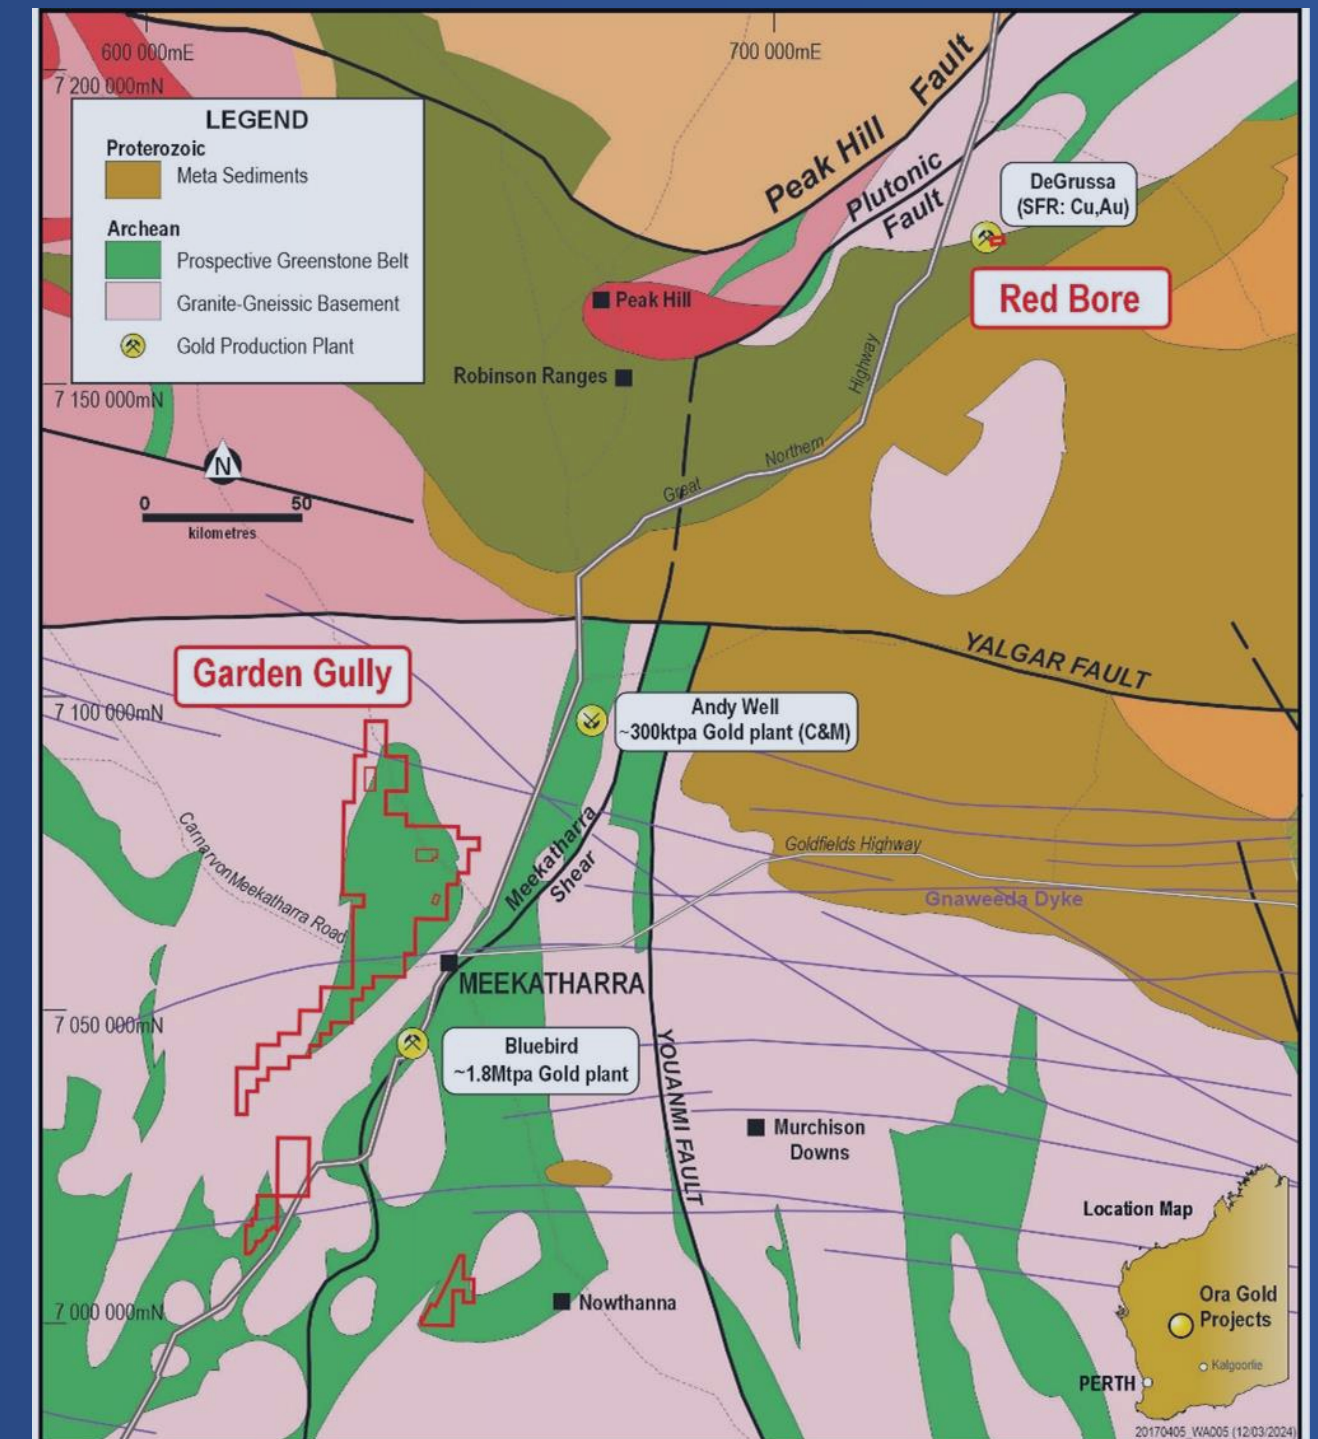 600 000mE
700 000mE
7 200 000mN
LEGEND
Proterozoic
Meta Sediments
Archean
Prospective Greenstone Belt
Granite-Gneissic Basement
Gold Production Plant
Peak Hill Fault
Plutonic
Fault
DeGrussa
(SFR: Cu,Au)
Red Bore
Peak Hill
Robinson Ranges
7 150 000mN
Great Northern Highway
N
0 50
kilometres
YALGAR FAULT
Garden Gully
7 100 000mN
Andy Well
~300ktpa Gold plant (C&M)
Meekatharra
Shear
Goldfields Highway
Gnaweeda Dyke
Carnarvon Meekatharra Road
MEEKATHARRA
7 050 000mN
Bluebird
~1.8Mtpa Gold plant
YOUANMI FAULT
Murchison
Downs
Nowthanna
7 000 000mN
Location Map
Ora Gold
Projects
Kalgoorlie
PERTH
20170405_WA005 (12/03/2024)